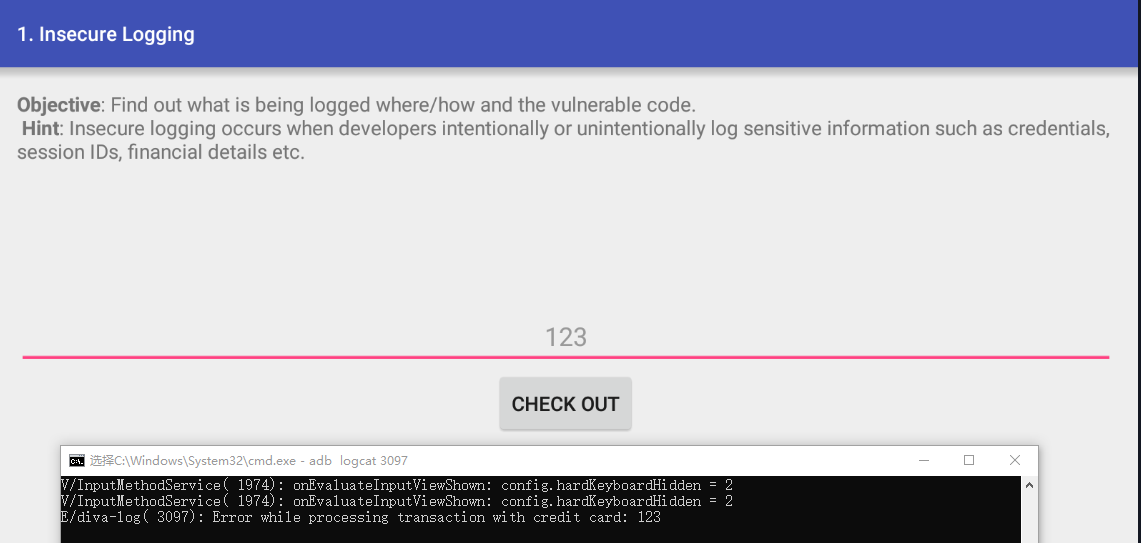 1. Insecure Logging
Objective: Find out what is being logged where/how and the vulnerable code.
Hint: Insecure logging occurs when developers intentionally or unintentionally log sensitive information such as credentials,
session IDs, financial details etc.
123
CHECK OUT
选择C:\Windows\System32\cmd.exe - adb  logcat 3097
V/InputMethodService( 1974): onEvaluateInputViewShown: config.hardKeyboardHidden = 2
V/InputMethodService( 1974): onEvaluateInputViewShown: config.hardKeyboardHidden = 2
E/diva-log( 3097): Error while processing transaction with credit card: 123